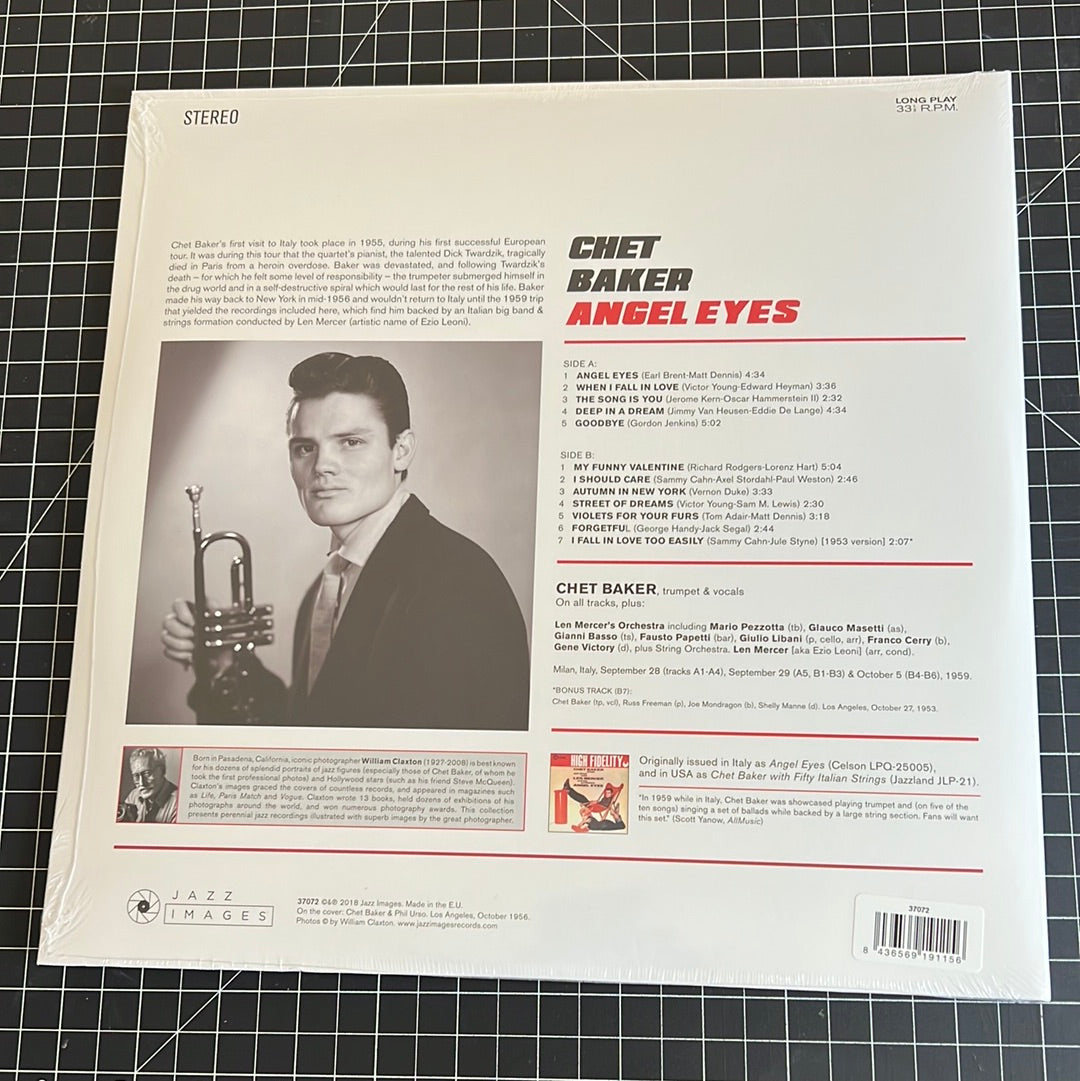 STEREO
LONG PLAY
33⅓ R.P.M.
Chet Baker's first visit to Italy took place in 1955, during his first successful European
tour. It was during this tour that the quartet's pianist, the talented Dick Twardzik, tragically
died in Paris from a heroin overdose. Baker was devastated, and following Twardzik's
death – for which he felt some level of responsibility – the trumpeter submerged himself in
the drug world and in a self-destructive spiral which would last for the rest of his life. Baker
made his way back to New York in mid-1956 and wouldn't return to Italy until the 1959 trip
that yielded the recordings included here, which find him backed by an Italian big band &
strings formation conducted by Len Mercer (artistic name of Ezio Leoni).
CHET
BAKER
ANGEL EYES
SIDE A:
1 ANGEL EYES (Earl Brent-Matt Dennis) 4:34
2 WHEN I FALL IN LOVE (Victor Young-Edward Heyman) 3:36
3 THE SONG IS YOU (Jerome Kern-Oscar Hammerstein II) 2:32
4 DEEP IN A DREAM (Jimmy Van Heusen-Eddie De Lange) 4:34
5 GOODBYE (Gordon Jenkins) 5:02
SIDE B:
1 MY FUNNY VALENTINE (Richard Rodgers-Lorenz Hart) 5:04
2 I SHOULD CARE (Sammy Cahn-Axel Stordahl-Paul Weston) 2:46
3 AUTUMN IN NEW YORK (Vernon Duke) 3:33
4 STREET OF DREAMS (Victor Young-Sam M. Lewis) 2:30
5 VIOLETS FOR YOUR FURS (Tom Adair-Matt Dennis) 3:18
6 FORGETFUL (George Handy-Jack Segal) 2:44
7 I FALL IN LOVE TOO EASILY (Sammy Cahn-Jule Styne) [1953 version] 2:07*
CHET BAKER, trumpet & vocals
On all tracks, plus:
Len Mercer's Orchestra including Mario Pezzotta (tb), Glauco Masetti (as),
Gianni Basso (ts), Fausto Papetti (bar), Giulio Libani (p, cello, arr), Franco Cerry (b),
Gene Victory (d), plus String Orchestra. Len Mercer [aka Ezio Leoni] (arr, cond).
Milan, Italy, September 28 (tracks A1-A4), September 29 (A5, B1-B3) & October 5 (B4-B6), 1959.
*BONUS TRACK (B7):
Chet Baker (tp, vcl), Russ Freeman (p), Joe Mondragon (b), Shelly Manne (d). Los Angeles, October 27, 1953.
Born in Pasadena, California, iconic photographer William Claxton (1927-2008) is best known
for his dozens of splendid portraits of jazz figures (especially those of Chet Baker, of whom he
took the first professional photos) and Hollywood stars (such as his friend Steve McQueen).
Claxton's images graced the covers of countless records, and appeared in magazines such
as Life, Paris Match and Vogue. Claxton wrote 13 books, held dozens of exhibitions of his
photographs around the world, and won numerous photography awards. This collection
presents perennial jazz recordings illustrated with superb images by the great photographer.
HIGH FIDELITY
CHET BAKER
LEN MERCER
ANGEL EYES
Originally issued in Italy as Angel Eyes (Celson LPQ-25005),
and in USA as Chet Baker with Fifty Italian Strings (Jazzland JLP-21).
"In 1959 while in Italy, Chet Baker was showcased playing trumpet and (on five of the
ten songs) singing a set of ballads while backed by a large string section. Fans will want
this set." (Scott Yanow, AllMusic)
JAZZ
IMAGES
37072 ©&℗ 2018 Jazz Images. Made in the E.U.
On the cover: Chet Baker & Phil Urso. Los Angeles, October 1956.
Photos © by William Claxton. www.jazzimagesrecords.com
37072
8 436569 191156